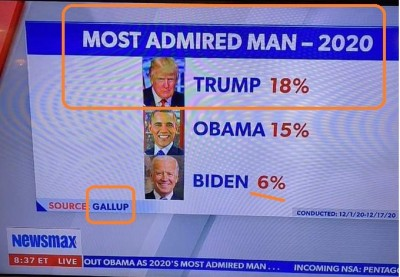 MOST ADMIRED MAN – 2020
TRUMP 18%
OBAMA 15%
BIDEN 6%
SOURCE GALLUP
CONDUCTED: 12/1/20-12/17/20
NEWSMAX
8:37 ET LIVE
OUT OBAMA AS 2020'S MOST ADMIRED MAN . . . INCOMING NSA: PENTAG